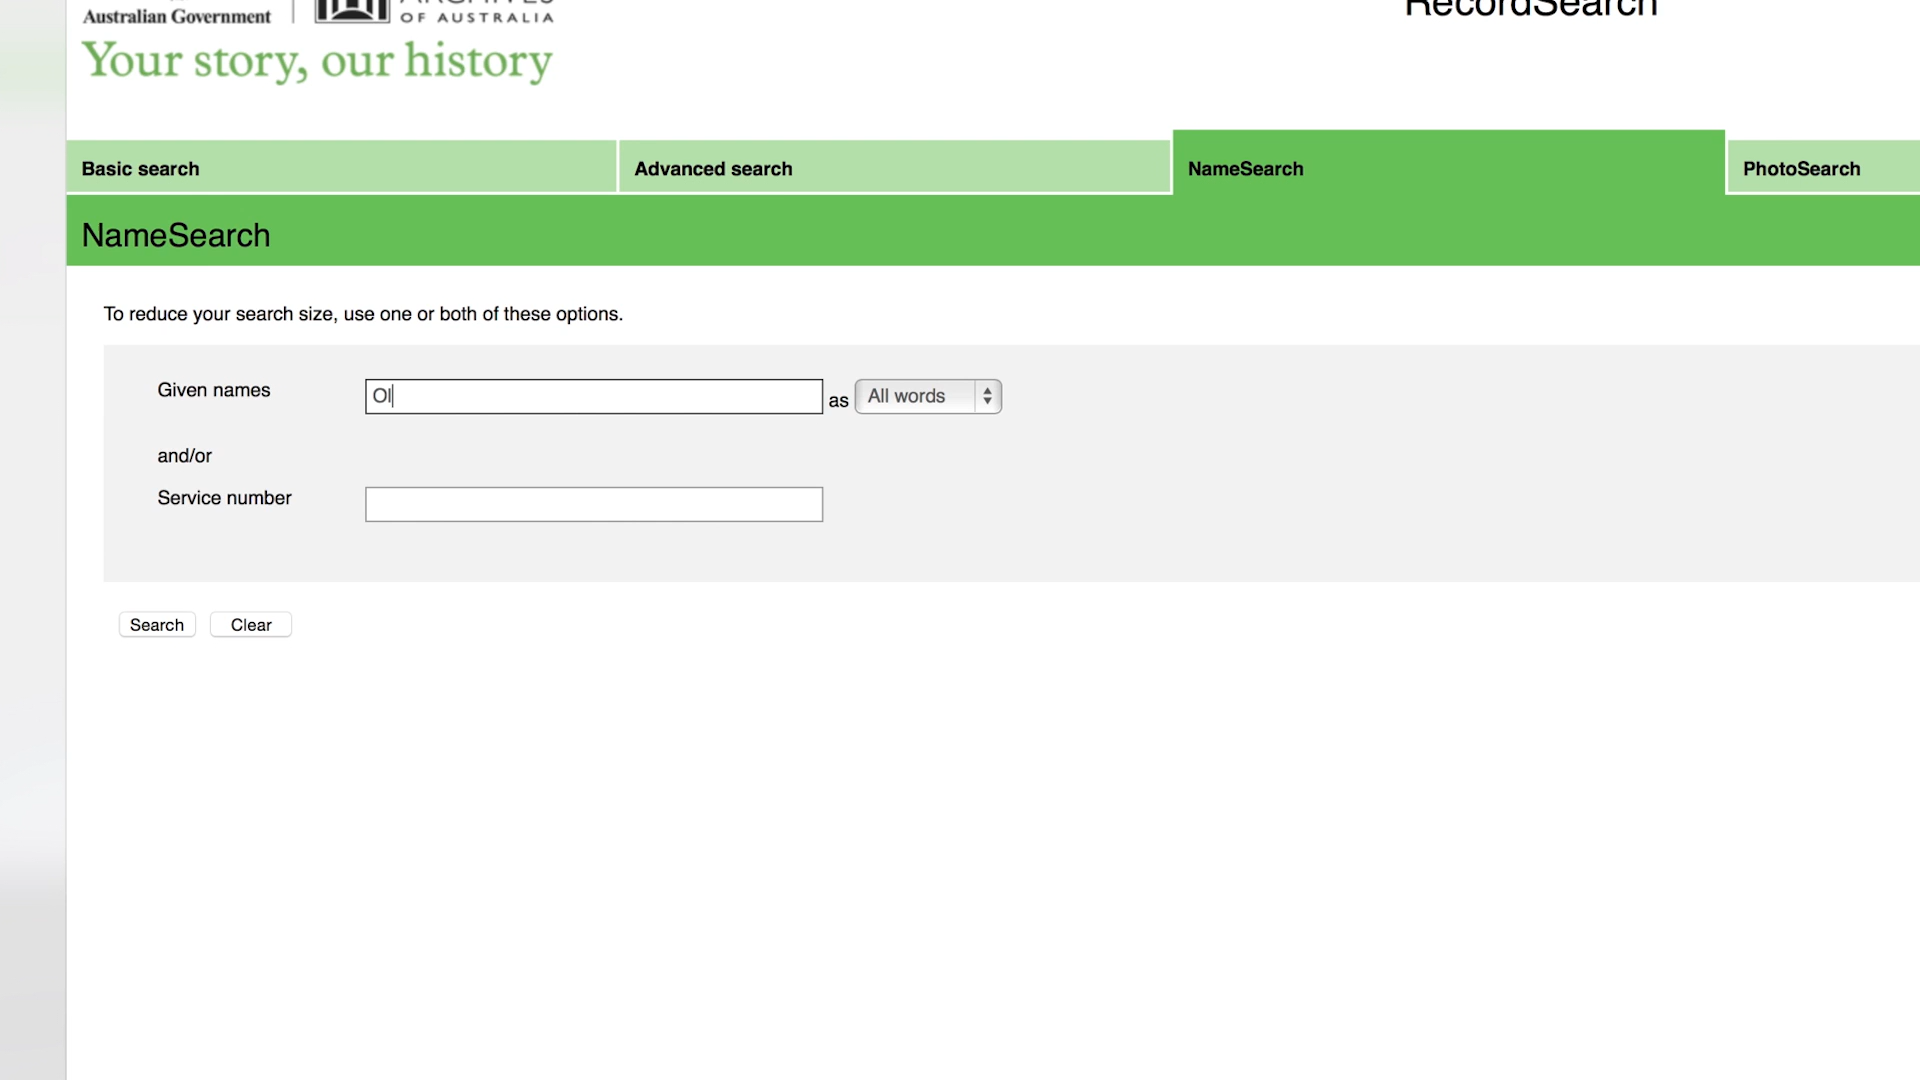 Australian Government
ARCHIVES
OF AUSTRALIA
RecordSearch
Your story, our history
Basic search
Advanced search
NameSearch
PhotoSearch
NameSearch
To reduce your search size, use one or both of these options.
Given names
Ol
as
All words
and/or
Service number
Search
Clear